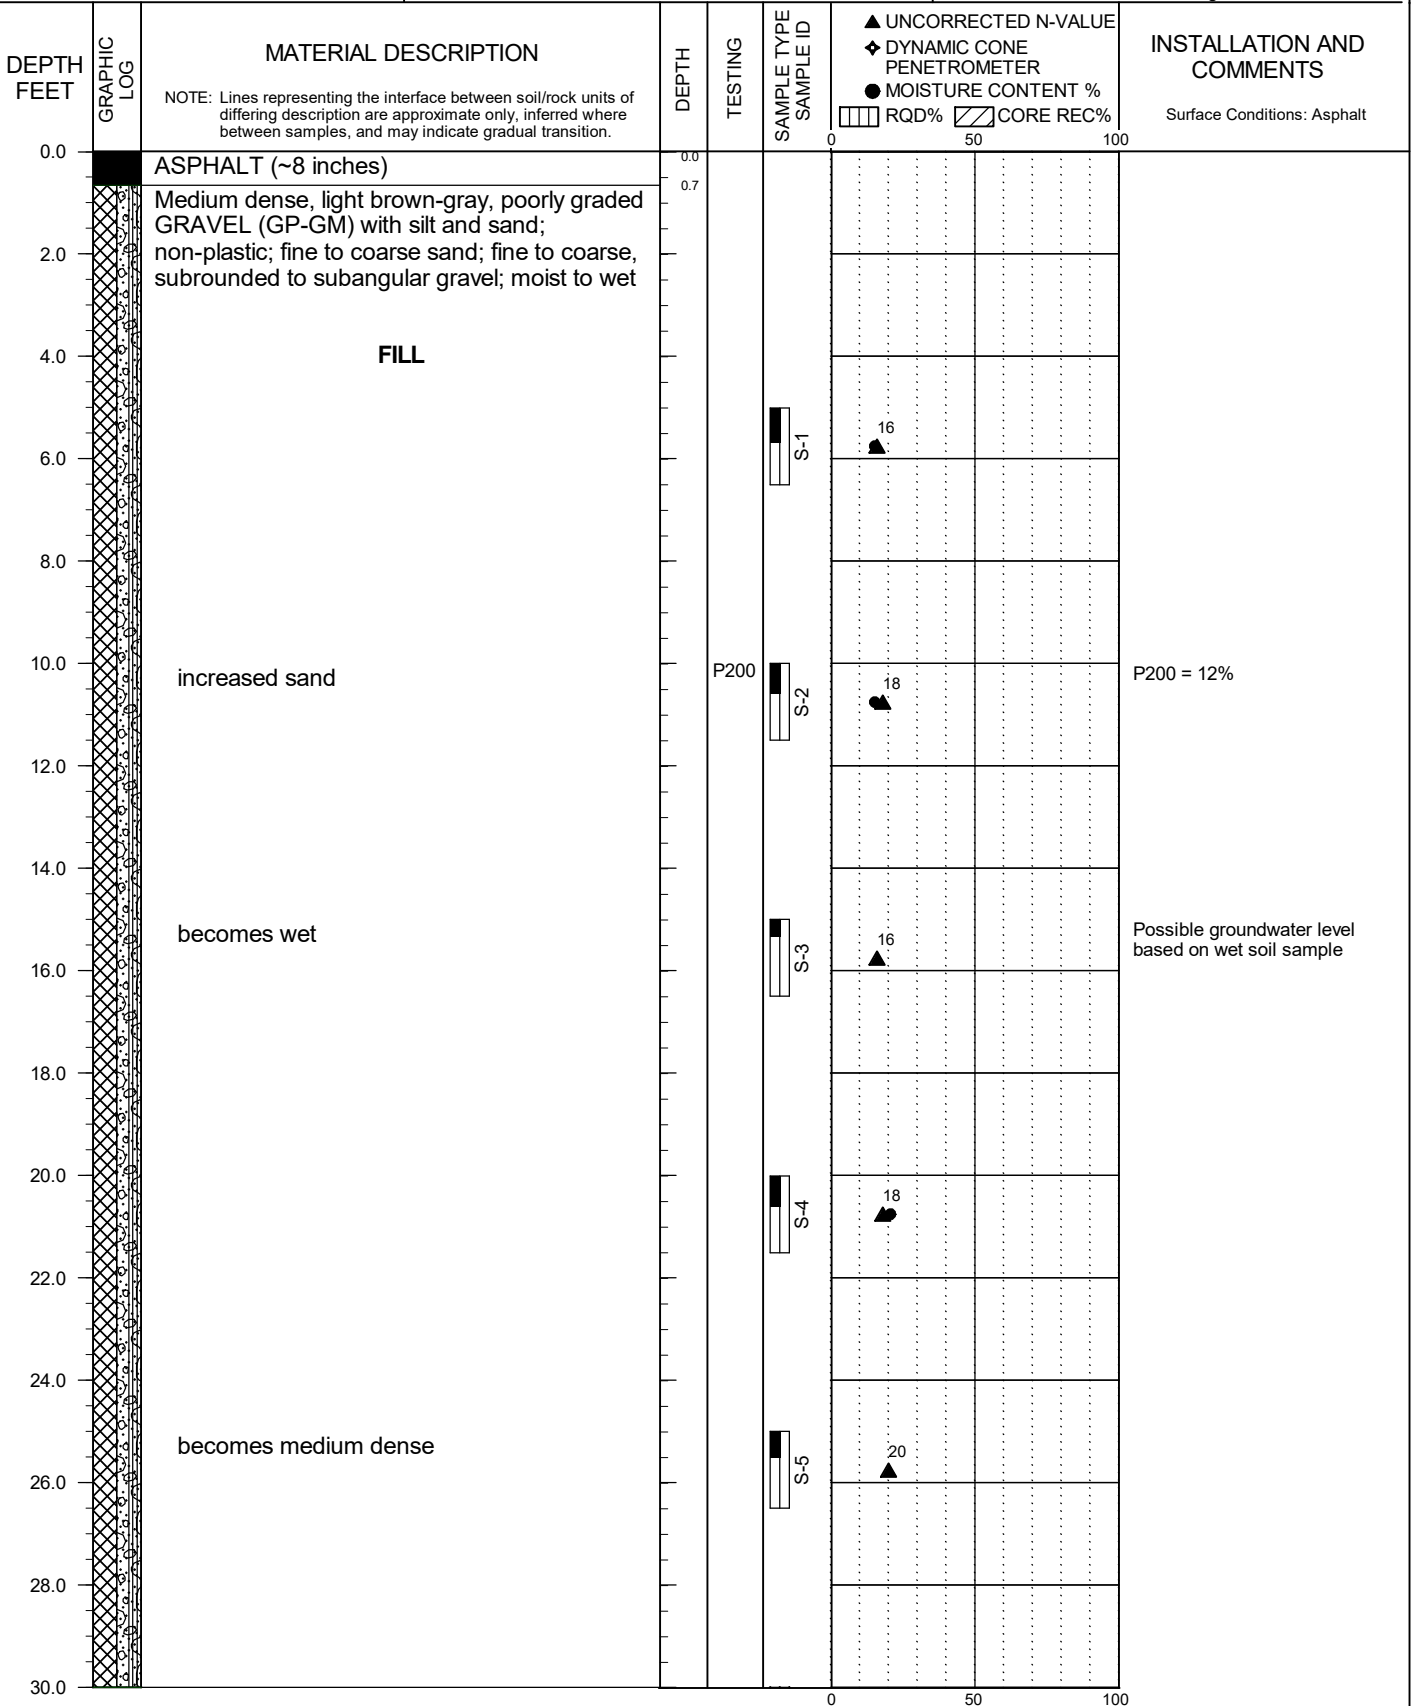 DEPTH
FEET
GRAPHIC
LOG
MATERIAL DESCRIPTION
NOTE: Lines representing the interface between soil/rock units of
differing description are approximate only, inferred where
between samples, and may indicate gradual transition.
DEPTH
TESTING
SAMPLE TYPE
SAMPLE ID
UNCORRECTED N-VALUE
DYNAMIC CONE
PENETROMETER
MOISTURE CONTENT %
RQD% CORE REC%
INSTALLATION AND
COMMENTS
Surface Conditions: Asphalt
0 50 100
0.0 ASPHALT (~8 inches) 0.0
0.7
Medium dense, light brown-gray, poorly graded
GRAVEL (GP-GM) with silt and sand;
2.0 non-plastic; fine to coarse sand; fine to coarse,
subrounded to subangular gravel; moist to wet
4.0 FILL
S-1 16
6.0
8.0
10.0 increased sand P200 S-2 18 P200 = 12%
12.0
14.0
becomes wet S-3 16 Possible groundwater level
based on wet soil sample
16.0
18.0
20.0
S-4 18
22.0
24.0
becomes medium dense S-5 20
26.0
28.0
30.0
0 50 100